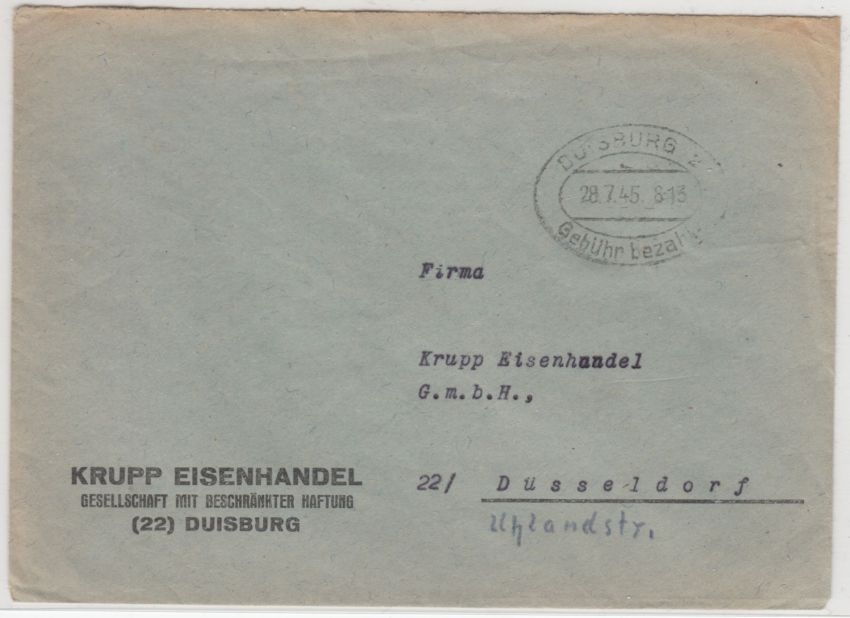 DUISBURG 2
28.7.45. 8-13
Gebühr bezahlt
Firma
Krupp Eisenhandel
G.m.b.H.,
22/ Düsseldorf
Uhlandstr.
KRUPP EISENHANDEL
GESELLSCHAFT MIT BESCHRÄNKTER HAFTUNG
(22) DUISBURG